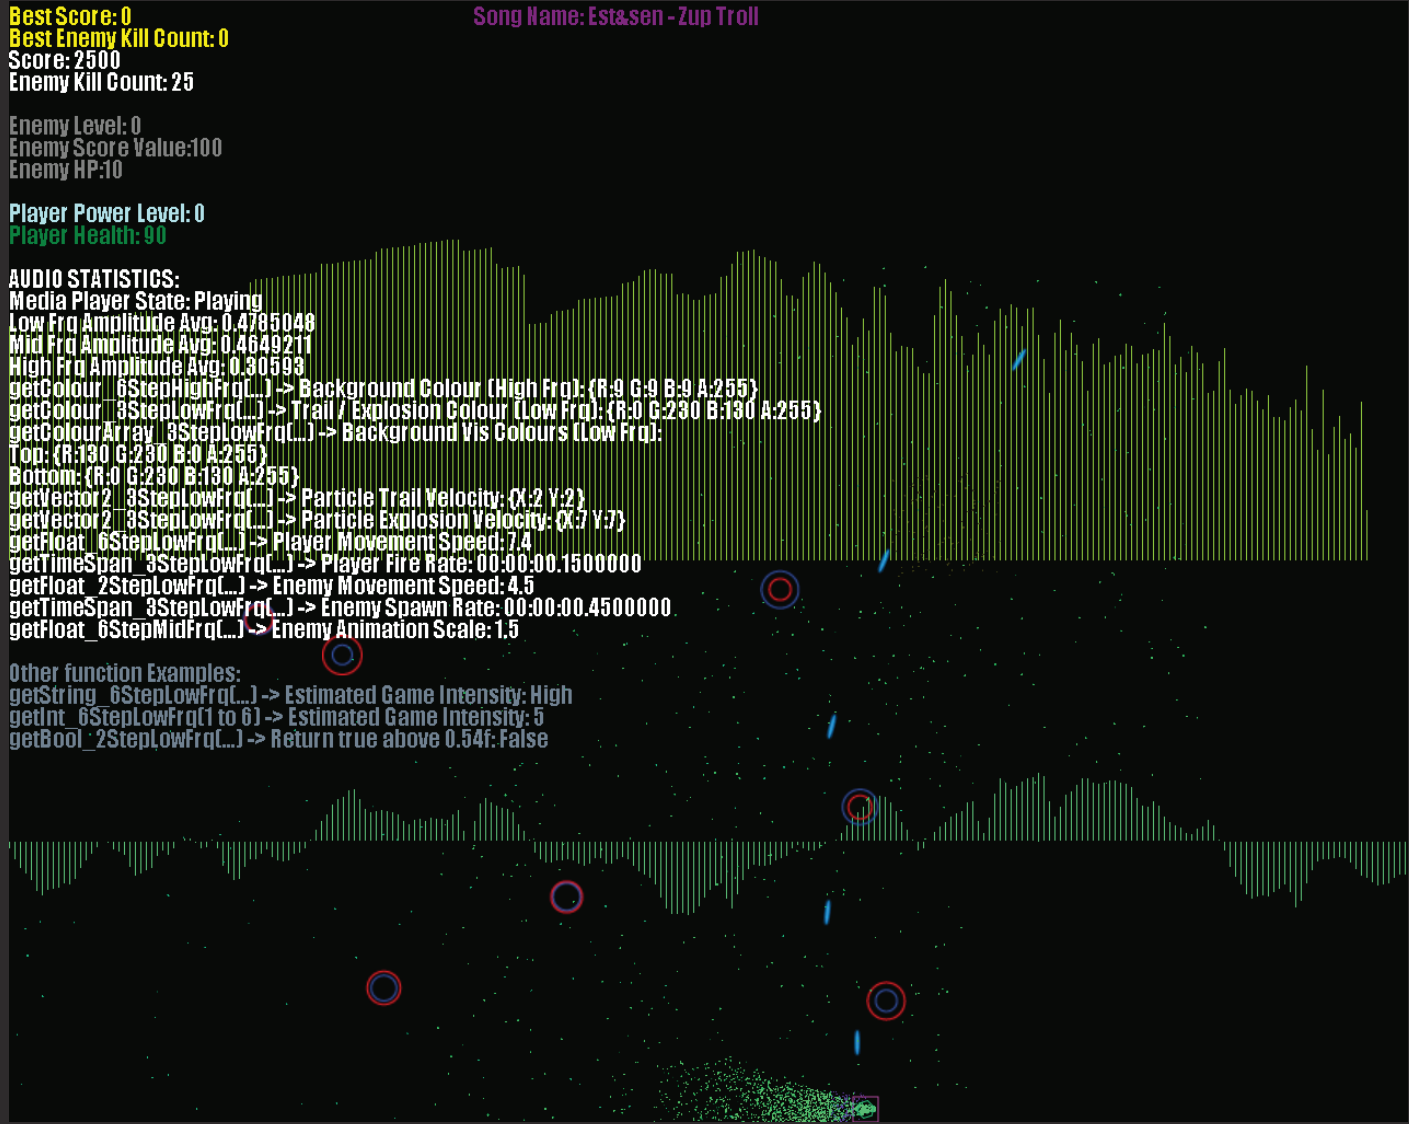 Best Score: 0
Song Name: Est&sen - Zup Troll
Best Enemy Kill Count: 0
Score: 2500
Enemy Kill Count: 25
Enemy Level: 0
Enemy Score Value:100
Enemy HP:10
Player Power Level: 0
Player Health: 90
AUDIO STATISTICS:
Media Player State: Playing
Low Frq Amplitude Avg: 0.4785048
Mid Frq Amplitude Avg: 0.4649211
High Frq Amplitude Avg: 0.30593
getColour_6StepHighFrq(...) -> Background Colour (High Frq): {R:9 G:9 B:9 A:255}
getColour_3StepLowFrq(...) -> Trail / Explosion Colour (Low Frq): {R:0 G:230 B:130 A:255}
getColourArray_3StepLowFrq(...) -> Background Vis Colours (Low Frq):
Top: {R:130 G:230 B:0 A:255}
Bottom: {R:0 G:230 B:130 A:255}
getVector2_3StepLowFrq(...) -> Particle Trail Velocity: {X:2 Y:2}
getVector2_3StepLowFrq(...) -> Particle Explosion Velocity: {X:7 Y:7}
getFloat_6StepLowFrq(...) -> Player Movement Speed: 7.4
getTimeSpan_3StepLowFrq(...) -> Player Fire Rate: 00:00:00.1500000
getFloat_2StepLowFrq(...) -> Enemy Movement Speed: 4.5
getTimeSpan_3StepLowFrq(...) -> Enemy Spawn Rate: 00:00:00.4500000
getFloat_6StepMidFrq(...) -> Enemy Animation Scale: 1.5
Other function Examples:
getString_6StepLowFrq(...) -> Estimated Game Intensity: High
getInt_6StepLowFrq(1 to 6) -> Estimated Game Intensity: 5
getBool_2StepLowFrq(...) -> Return true above 0.54f: False